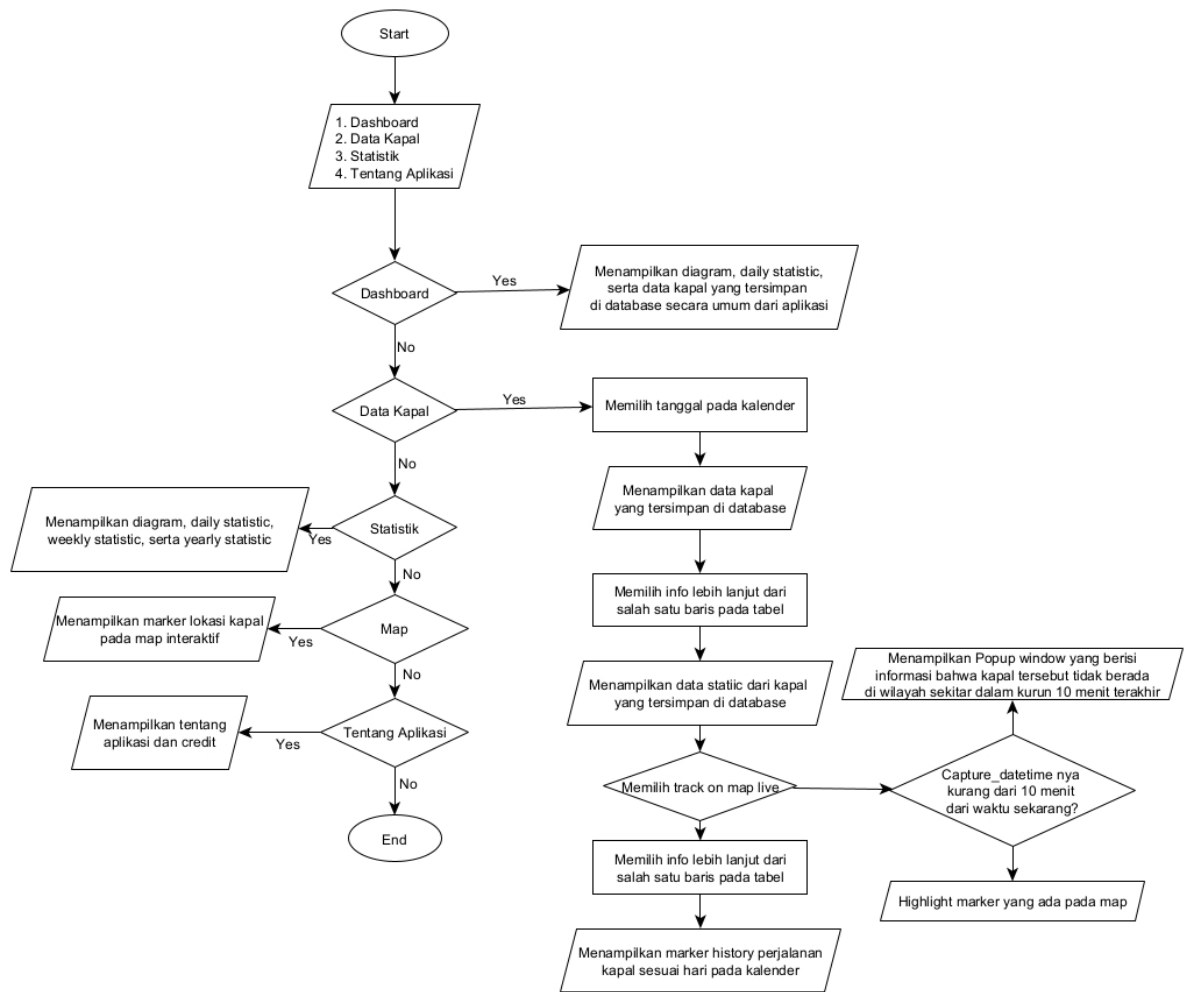 Start
1. Dashboard
2. Data Kapal
3. Statistik
4. Tentang Aplikasi
Dashboard
Yes
Menampilkan diagram, daily statistic,
serta data kapal yang tersimpan
di database secara umum dari aplikasi
No
Data Kapal
Yes
Memilih tanggal pada kalender
No
Menampilkan data kapal
yang tersimpan di database
Statistik
Yes
Menampilkan diagram, daily statistic,
weekly statistic, serta yearly statistic
No
Memilih info lebih lanjut dari
salah satu baris pada tabel
Map
Yes
Menampilkan marker lokasi kapal
pada map interaktif
No
Menampilkan data statiic dari kapal
yang tersimpan di database
Menampilkan Popup window yang berisi
informasi bahwa kapal tersebut tidak berada
di wilayah sekitar dalam kurun 10 menit terakhir
Tentang Aplikasi
Yes
Menampilkan tentang
aplikasi dan credit
No
End
Memilih track on map live
Capture_datetime nya
kurang dari 10 menit
dari waktu sekarang?
Memilih info lebih lanjut dari
salah satu baris pada tabel
Highlight marker yang ada pada map
Menampilkan marker history perjalanan
kapal sesuai hari pada kalender